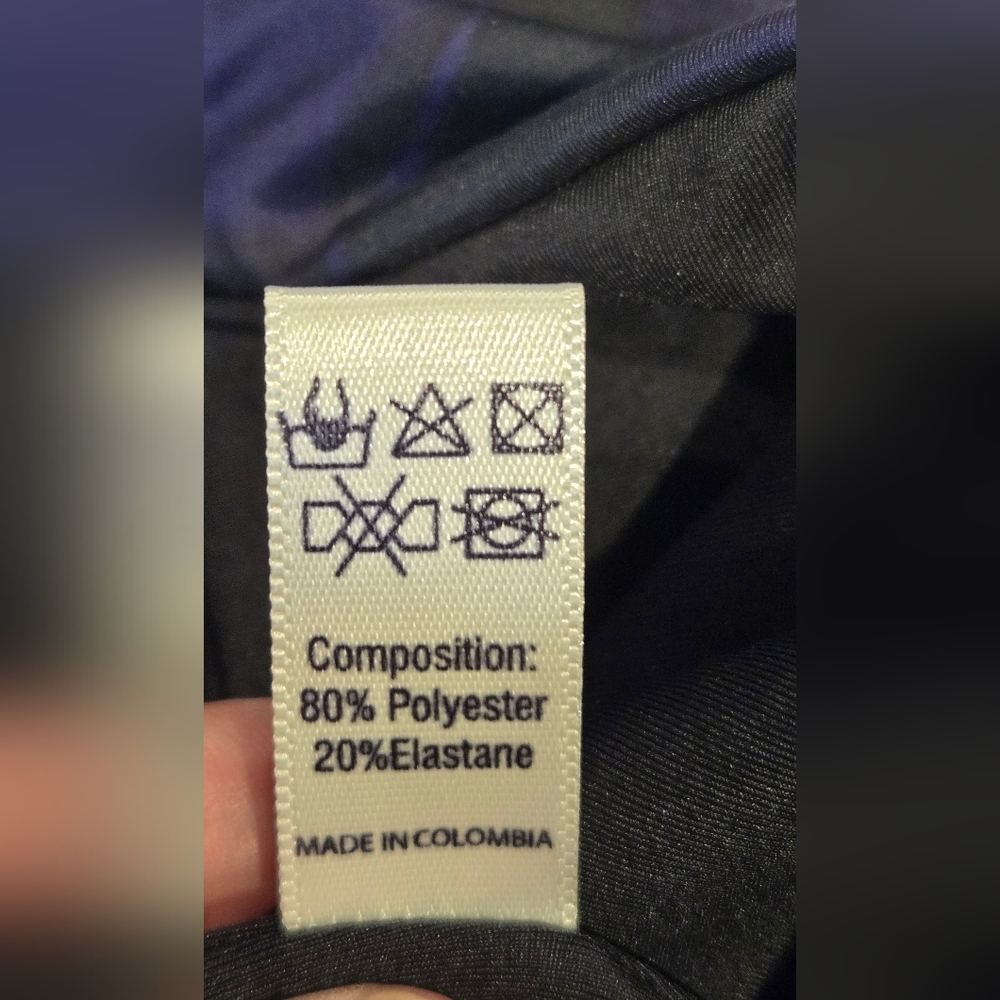 Composition:
80% Polyester
20%Elastane
MADE IN COLOMBIA